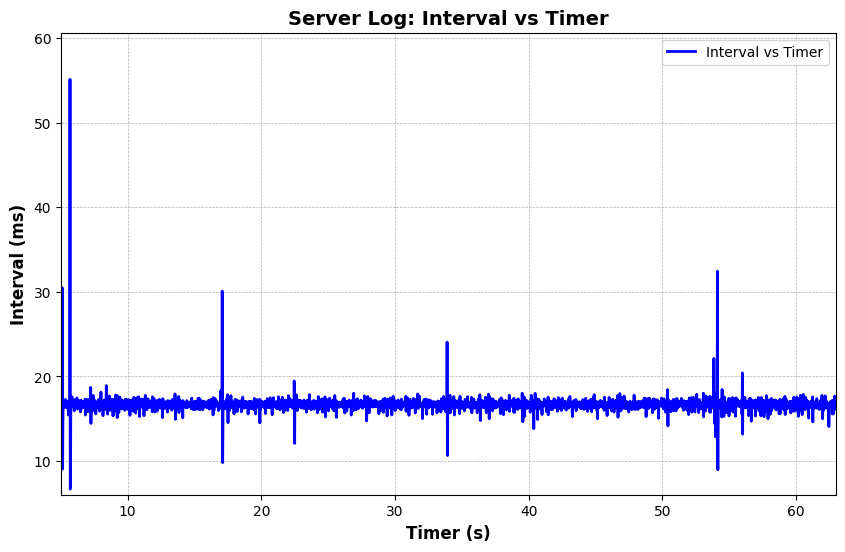 Server Log: Interval vs Timer
Interval vs Timer
60
50
40
30
20
10
Interval (ms)
10 20 30 40 50 60
Timer (s)